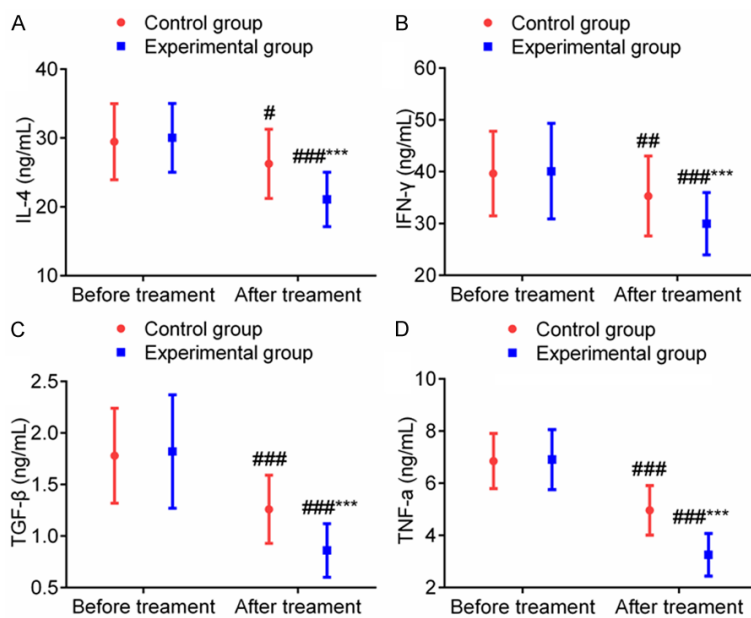 A
Control group
Experimental group
IL-4 (ng/mL)
40
30
20
10
#
###***
Before treament
After treament
B
Control group
Experimental group
IFN-γ (ng/mL)
60
50
40
30
20
##
###***
Before treament
After treament
C
Control group
Experimental group
TGF-β (ng/mL)
2.5
2.0
1.5
1.0
0.5
###
###***
Before treament
After treament
D
Control group
Experimental group
TNF-a (ng/mL)
10
8
6
4
2
###
###***
Before treament
After treament